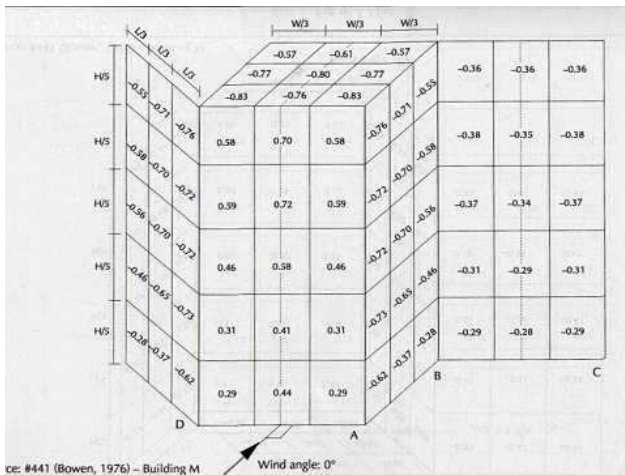 W/3 W/3 W/3
L/3 L/3 L/3
-0.57 -0.61 -0.57
-0.77 -0.80 -0.77
-0.83 -0.76 -0.83
H/5 -0.55 -0.71 -0.76 0.58 0.70 0.58 -0.76 -0.71 -0.55 -0.36 -0.36 -0.36
H/5 -0.58 -0.70 -0.72 0.59 0.72 0.59 -0.72 -0.70 -0.58 -0.38 -0.35 -0.38
H/5 -0.56 -0.70 -0.72 0.46 0.58 0.46 -0.72 -0.70 -0.56 -0.37 -0.34 -0.37
H/5 -0.46 -0.65 -0.73 0.31 0.41 0.31 -0.73 -0.65 -0.46 -0.31 -0.29 -0.31
H/5 -0.28 -0.37 -0.62 0.29 0.44 0.29 -0.62 -0.37 -0.28 -0.29 -0.28 -0.29
B C
D A
ce: #441 (Bowen, 1976) – Building M
Wind angle: 0°